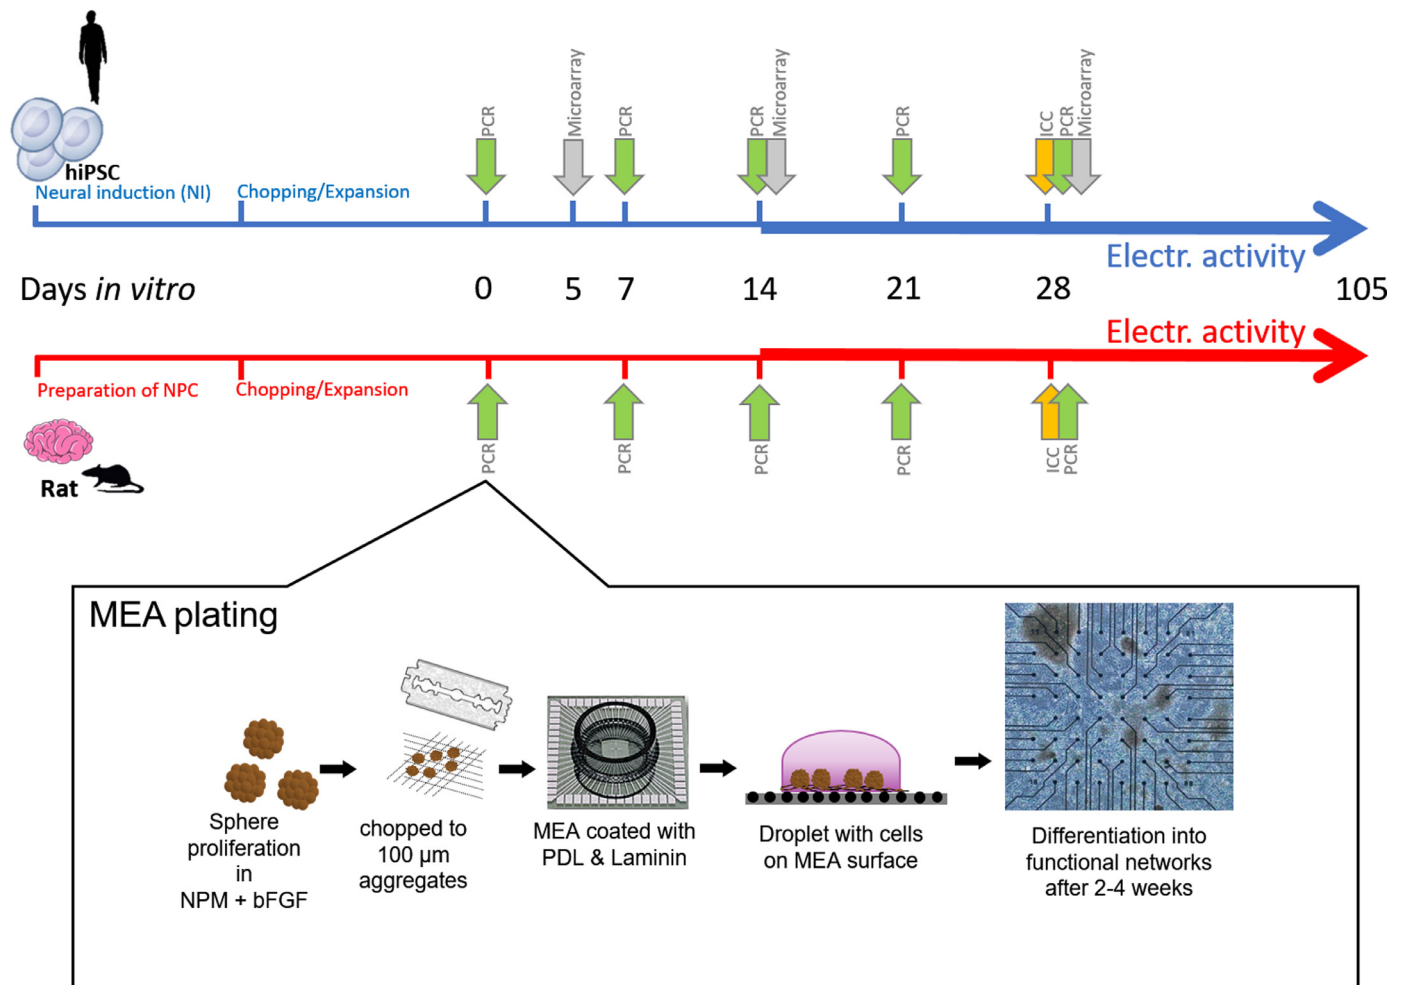 PCR
Microarray
PCR
PCR
Microarray
PCR
ICC
PCR
Microarray
hiPSC
Neural induction (NI)
Chopping/Expansion
Electr. activity
Days in vitro
0
5
7
14
21
28
105
Electr. activity
Preparation of NPC
Chopping/Expansion
Rat
PCR
PCR
PCR
PCR
ICC
PCR
MEA plating
Sphere
proliferation
in
NPM + bFGF
chopped to
100 µm
aggregates
MEA coated with
PDL & Laminin
Droplet with cells
on MEA surface
Differentiation into
functional networks
after 2-4 weeks